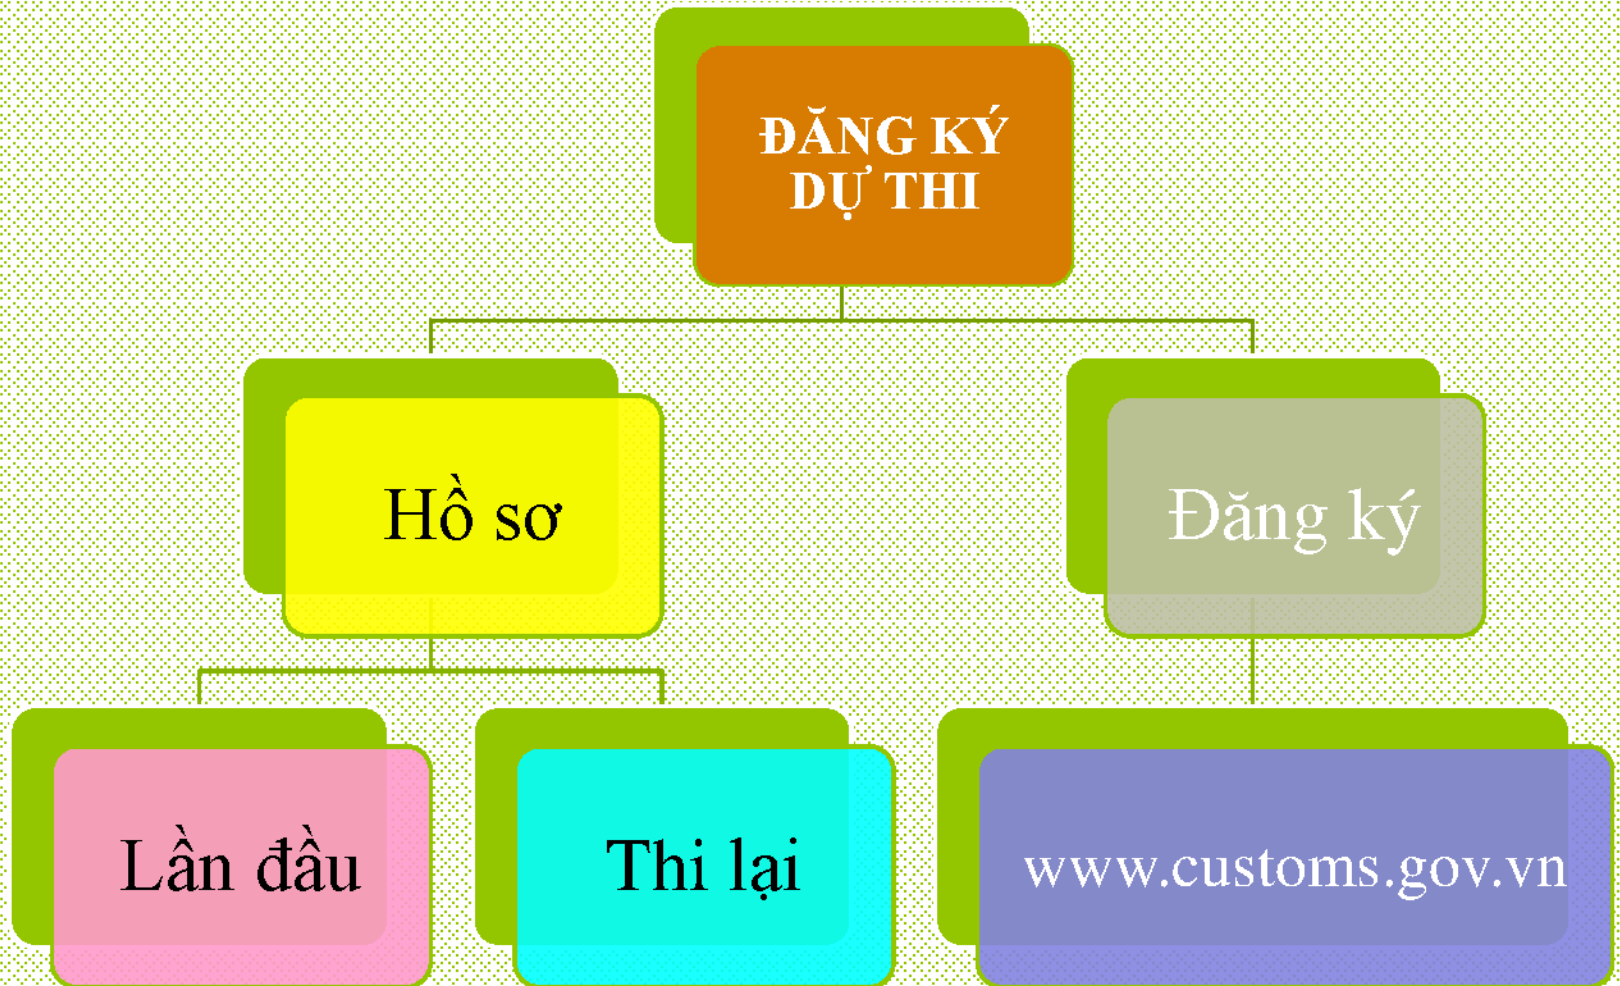 ĐĂNG KÝ
DỰ THI
Hồ sơ
Đăng ký
Lần đầu
Thi lại
www.customs.gov.vn